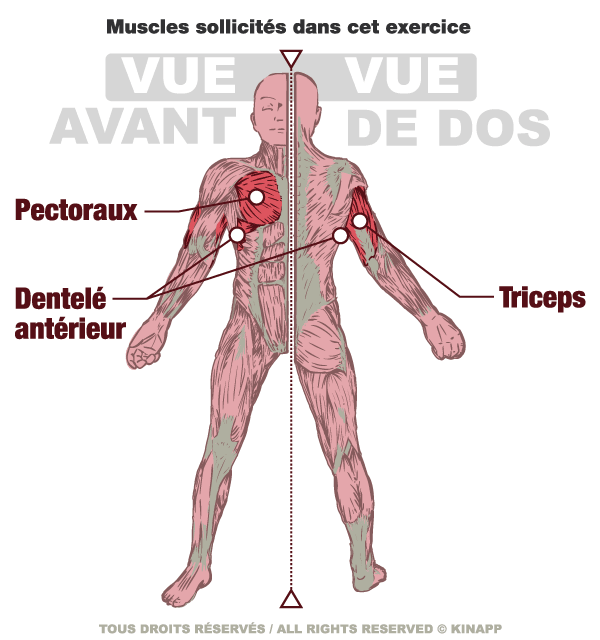 Muscles sollicités dans cet exercice
VUE VUE
AVANT DE DOS
Pectoraux
Dentelé
antérieur
Triceps
TOUS DROITS RÉSERVÉS / ALL RIGHTS RESERVED © KINAPP